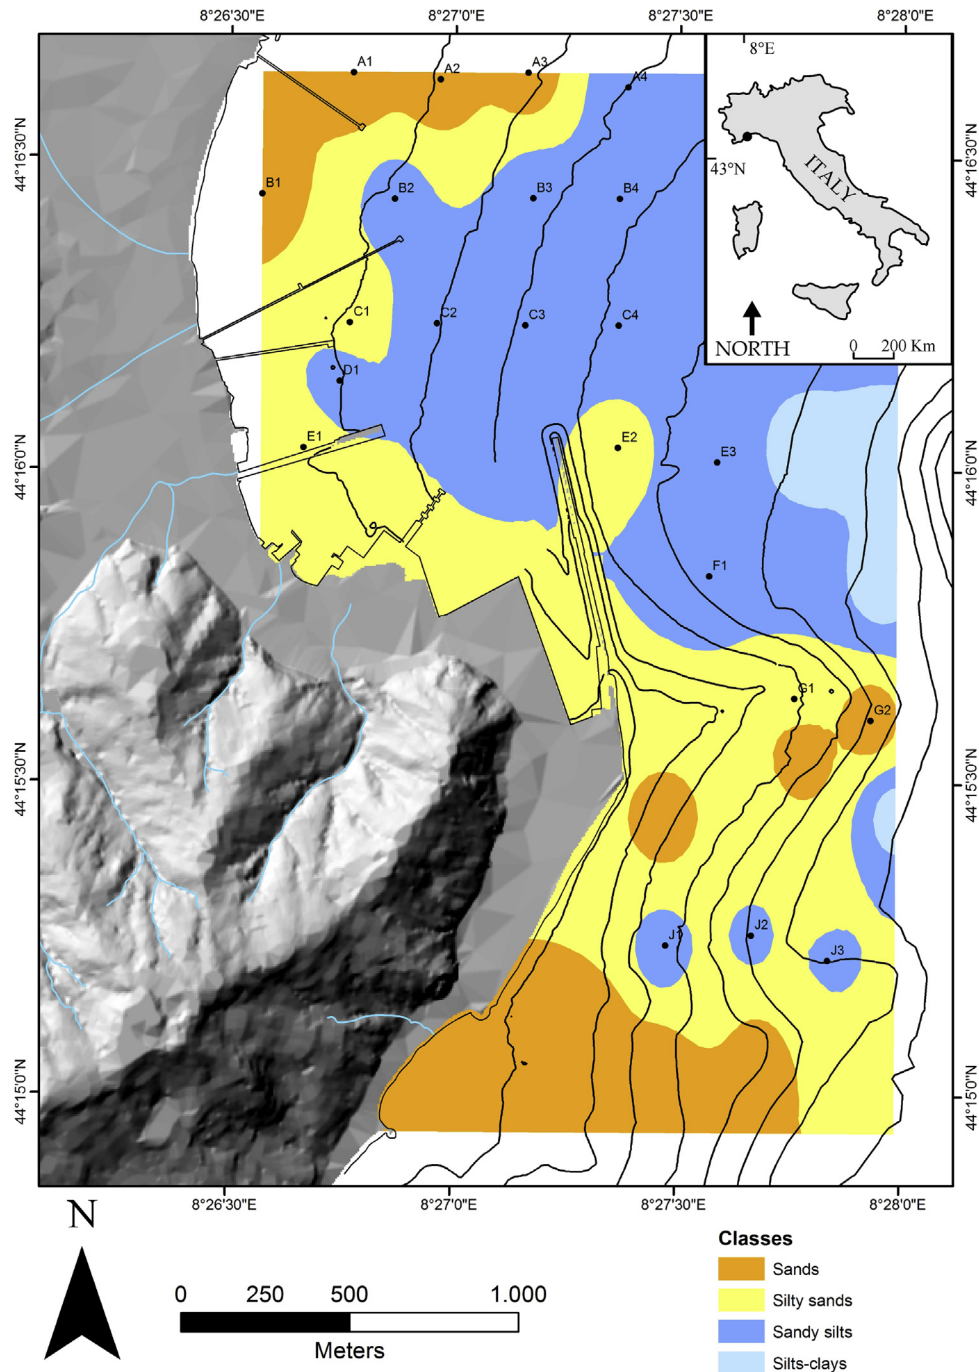 8°26'30"E 8°27'0"E 8°27'30"E 8°28'0"E
8°E
A1 A2 A3 A4
44°16'30"N 44°16'30"N
43°N
ITALY
B1 B2 B3 B4
C1 C2 C3 C4
NORTH
0 200 Km
D1
E1 E2 E3
44°16'0"N 44°16'0"N
F1
G1 G2
44°15'30"N 44°15'30"N
J1 J2 J3
44°15'0"N 44°15'0"N
8°26'30"E 8°27'0"E 8°27'30"E 8°28'0"E
N
0 250 500 1.000
Meters
Classes
Sands
Silty sands
Sandy silts
Silts-clays